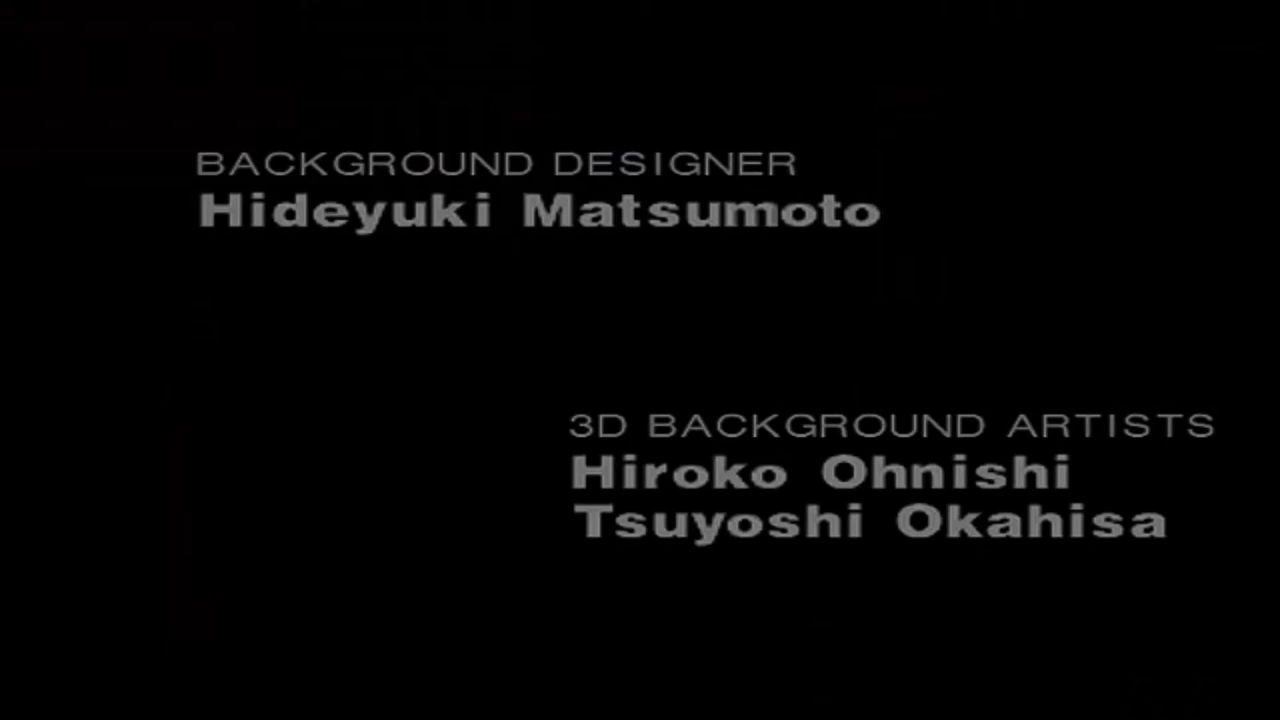 BACKGROUND DESIGNER
Hideyuki Matsumoto
3D BACKGROUND ARTISTS
Hiroko Ohnishi
Tsuyoshi Okahisa